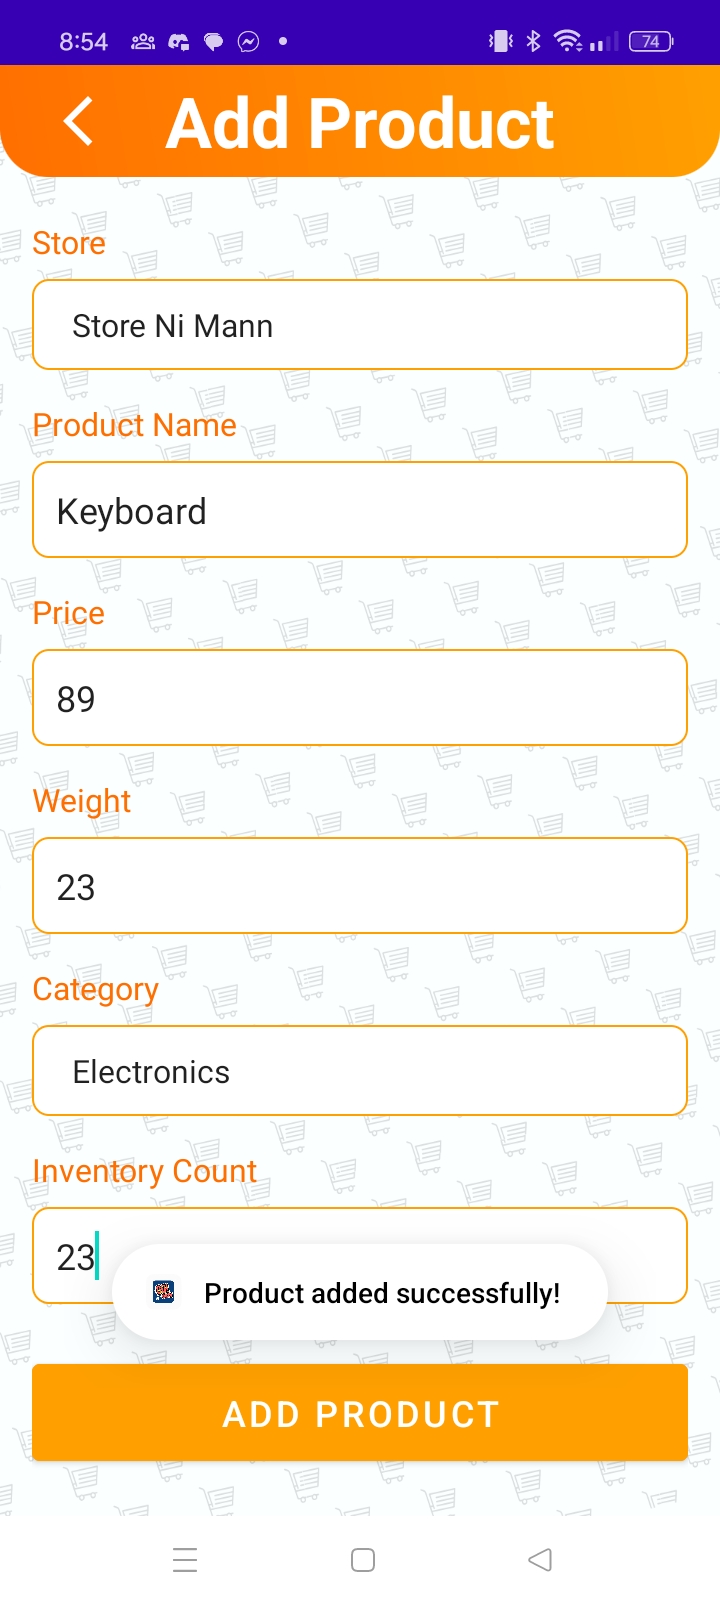 8:54
74
Add Product
Store
Store Ni Mann
Product Name
Keyboard
Price
89
Weight
23
Category
Electronics
Inventory Count
23
Product added successfully!
ADD PRODUCT